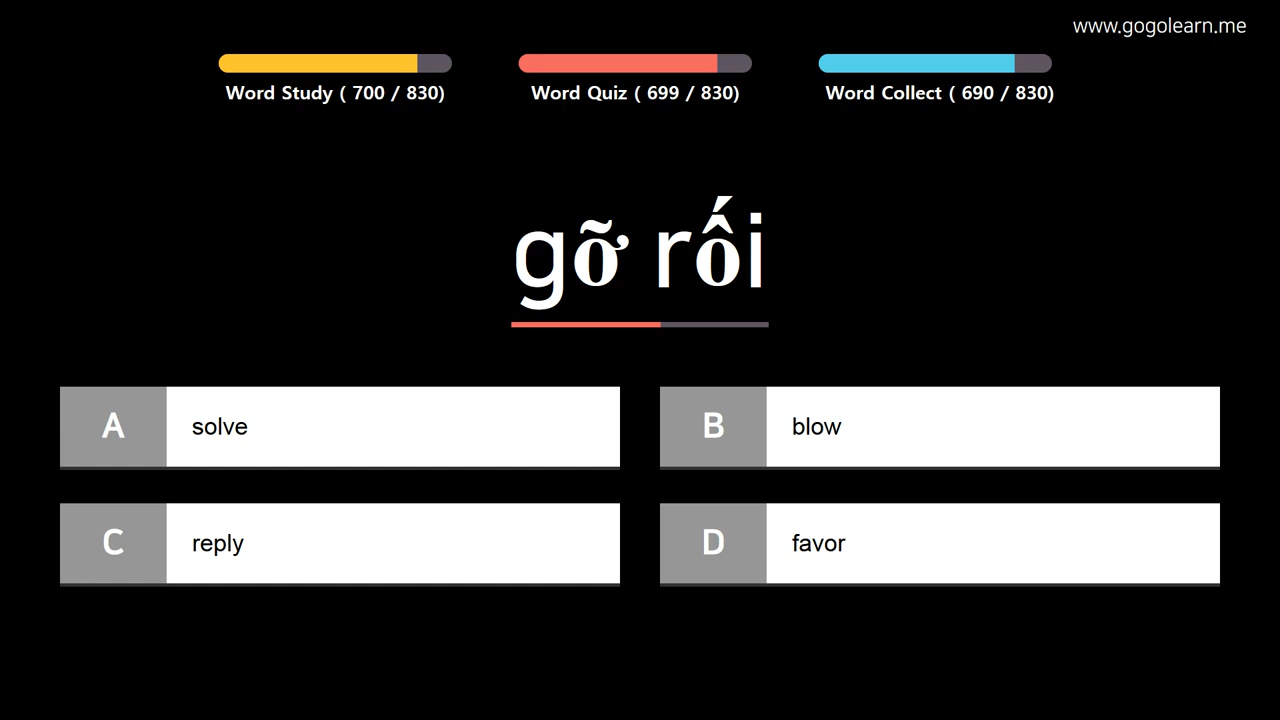 www.gogolearn.me
Word Study ( 700 / 830)
Word Quiz ( 699 / 830)
Word Collect ( 690 / 830)
gỡ rối
A solve
B blow
C reply
D favor